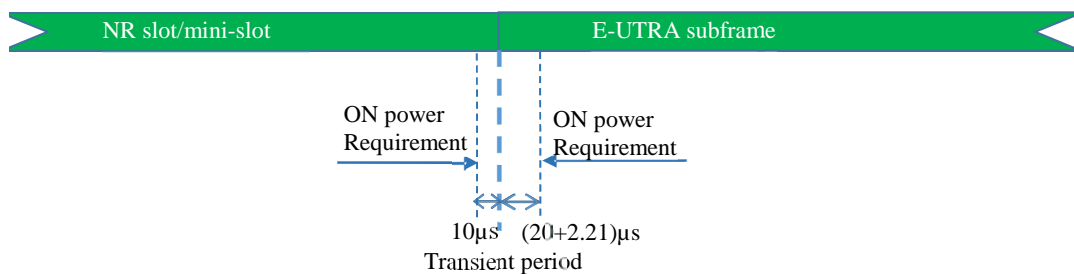 NR slot/mini-slot
E-UTRA subframe
ON power
Requirement
ON power
Requirement
10µs
(20+2.21)µs
Transient period